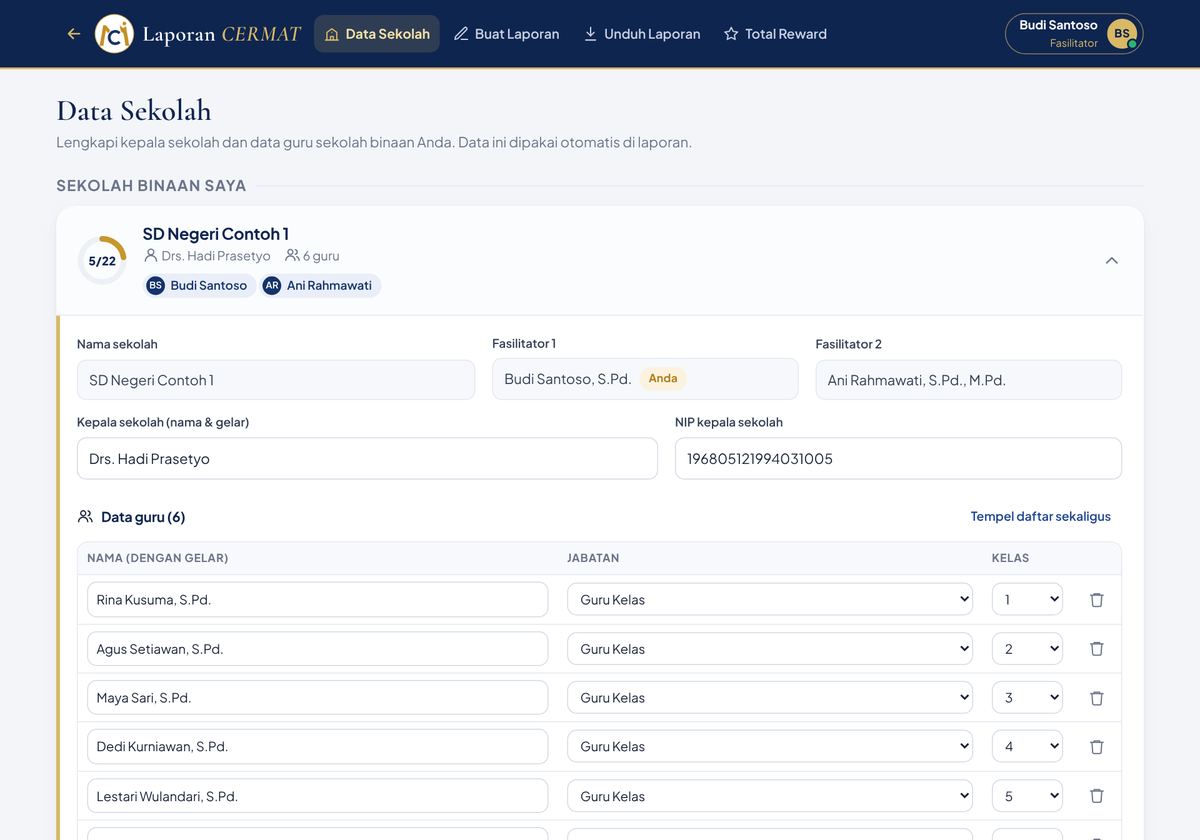 Laporan CERMAT
Data Sekolah
Buat Laporan
Unduh Laporan
Total Reward
Budi Santoso
Fasilitator
BS
Data Sekolah
Lengkapi kepala sekolah dan data guru sekolah binaan Anda. Data ini dipakai otomatis di laporan.
SEKOLAH BINAAN SAYA
5/22
SD Negeri Contoh 1
Drs. Hadi Prasetyo 6 guru
BS Budi Santoso AR Ani Rahmawati
Nama sekolah Fasilitator 1 Fasilitator 2
SD Negeri Contoh 1 Budi Santoso, S.Pd. Anda Ani Rahmawati, S.Pd., M.Pd.
Kepala sekolah (nama & gelar) NIP kepala sekolah
Drs. Hadi Prasetyo 196805121994031005
Data guru (6) Tempel daftar sekaligus
NAMA (DENGAN GELAR) JABATAN KELAS
Rina Kusuma, S.Pd. Guru Kelas 1
Agus Setiawan, S.Pd. Guru Kelas 2
Maya Sari, S.Pd. Guru Kelas 3
Dedi Kurniawan, S.Pd. Guru Kelas 4
Lestari Wulandari, S.Pd. Guru Kelas 5